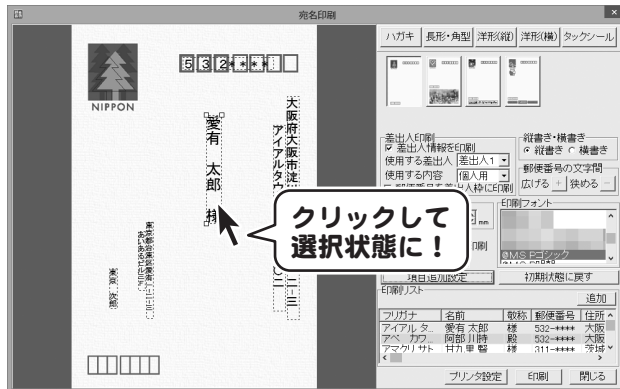 宛名印刷
ハガキ 長形・角型 洋形(縦) 洋形(横) タックシール
NIPPON
532****
大阪府大阪市淀
アイアルタウ
愛有 太郎 様
東京 次郎
クリックして
選択状態に!
差出人印刷
差出人情報を印刷
使用する差出人 差出人1
使用する内容 個人用
縦書き・横書き
縦書き 横書き
郵便番号の文字間
広げる + 狭める -
mm
印刷フォント
@MS Pゴシック
項目追加設定
初期状態に戻す
印刷リスト
追加
フリガナ 名前 敬称 郵便番号 住所
アイアル タ... 愛有 太郎 様 532-**** 大阪
アベ カワ... 阿部 川時 殿 532-**** 大阪
アマクリ サト 甘九里 賢 様 311-**** 茨城
プリンタ設定 印刷 閉じる